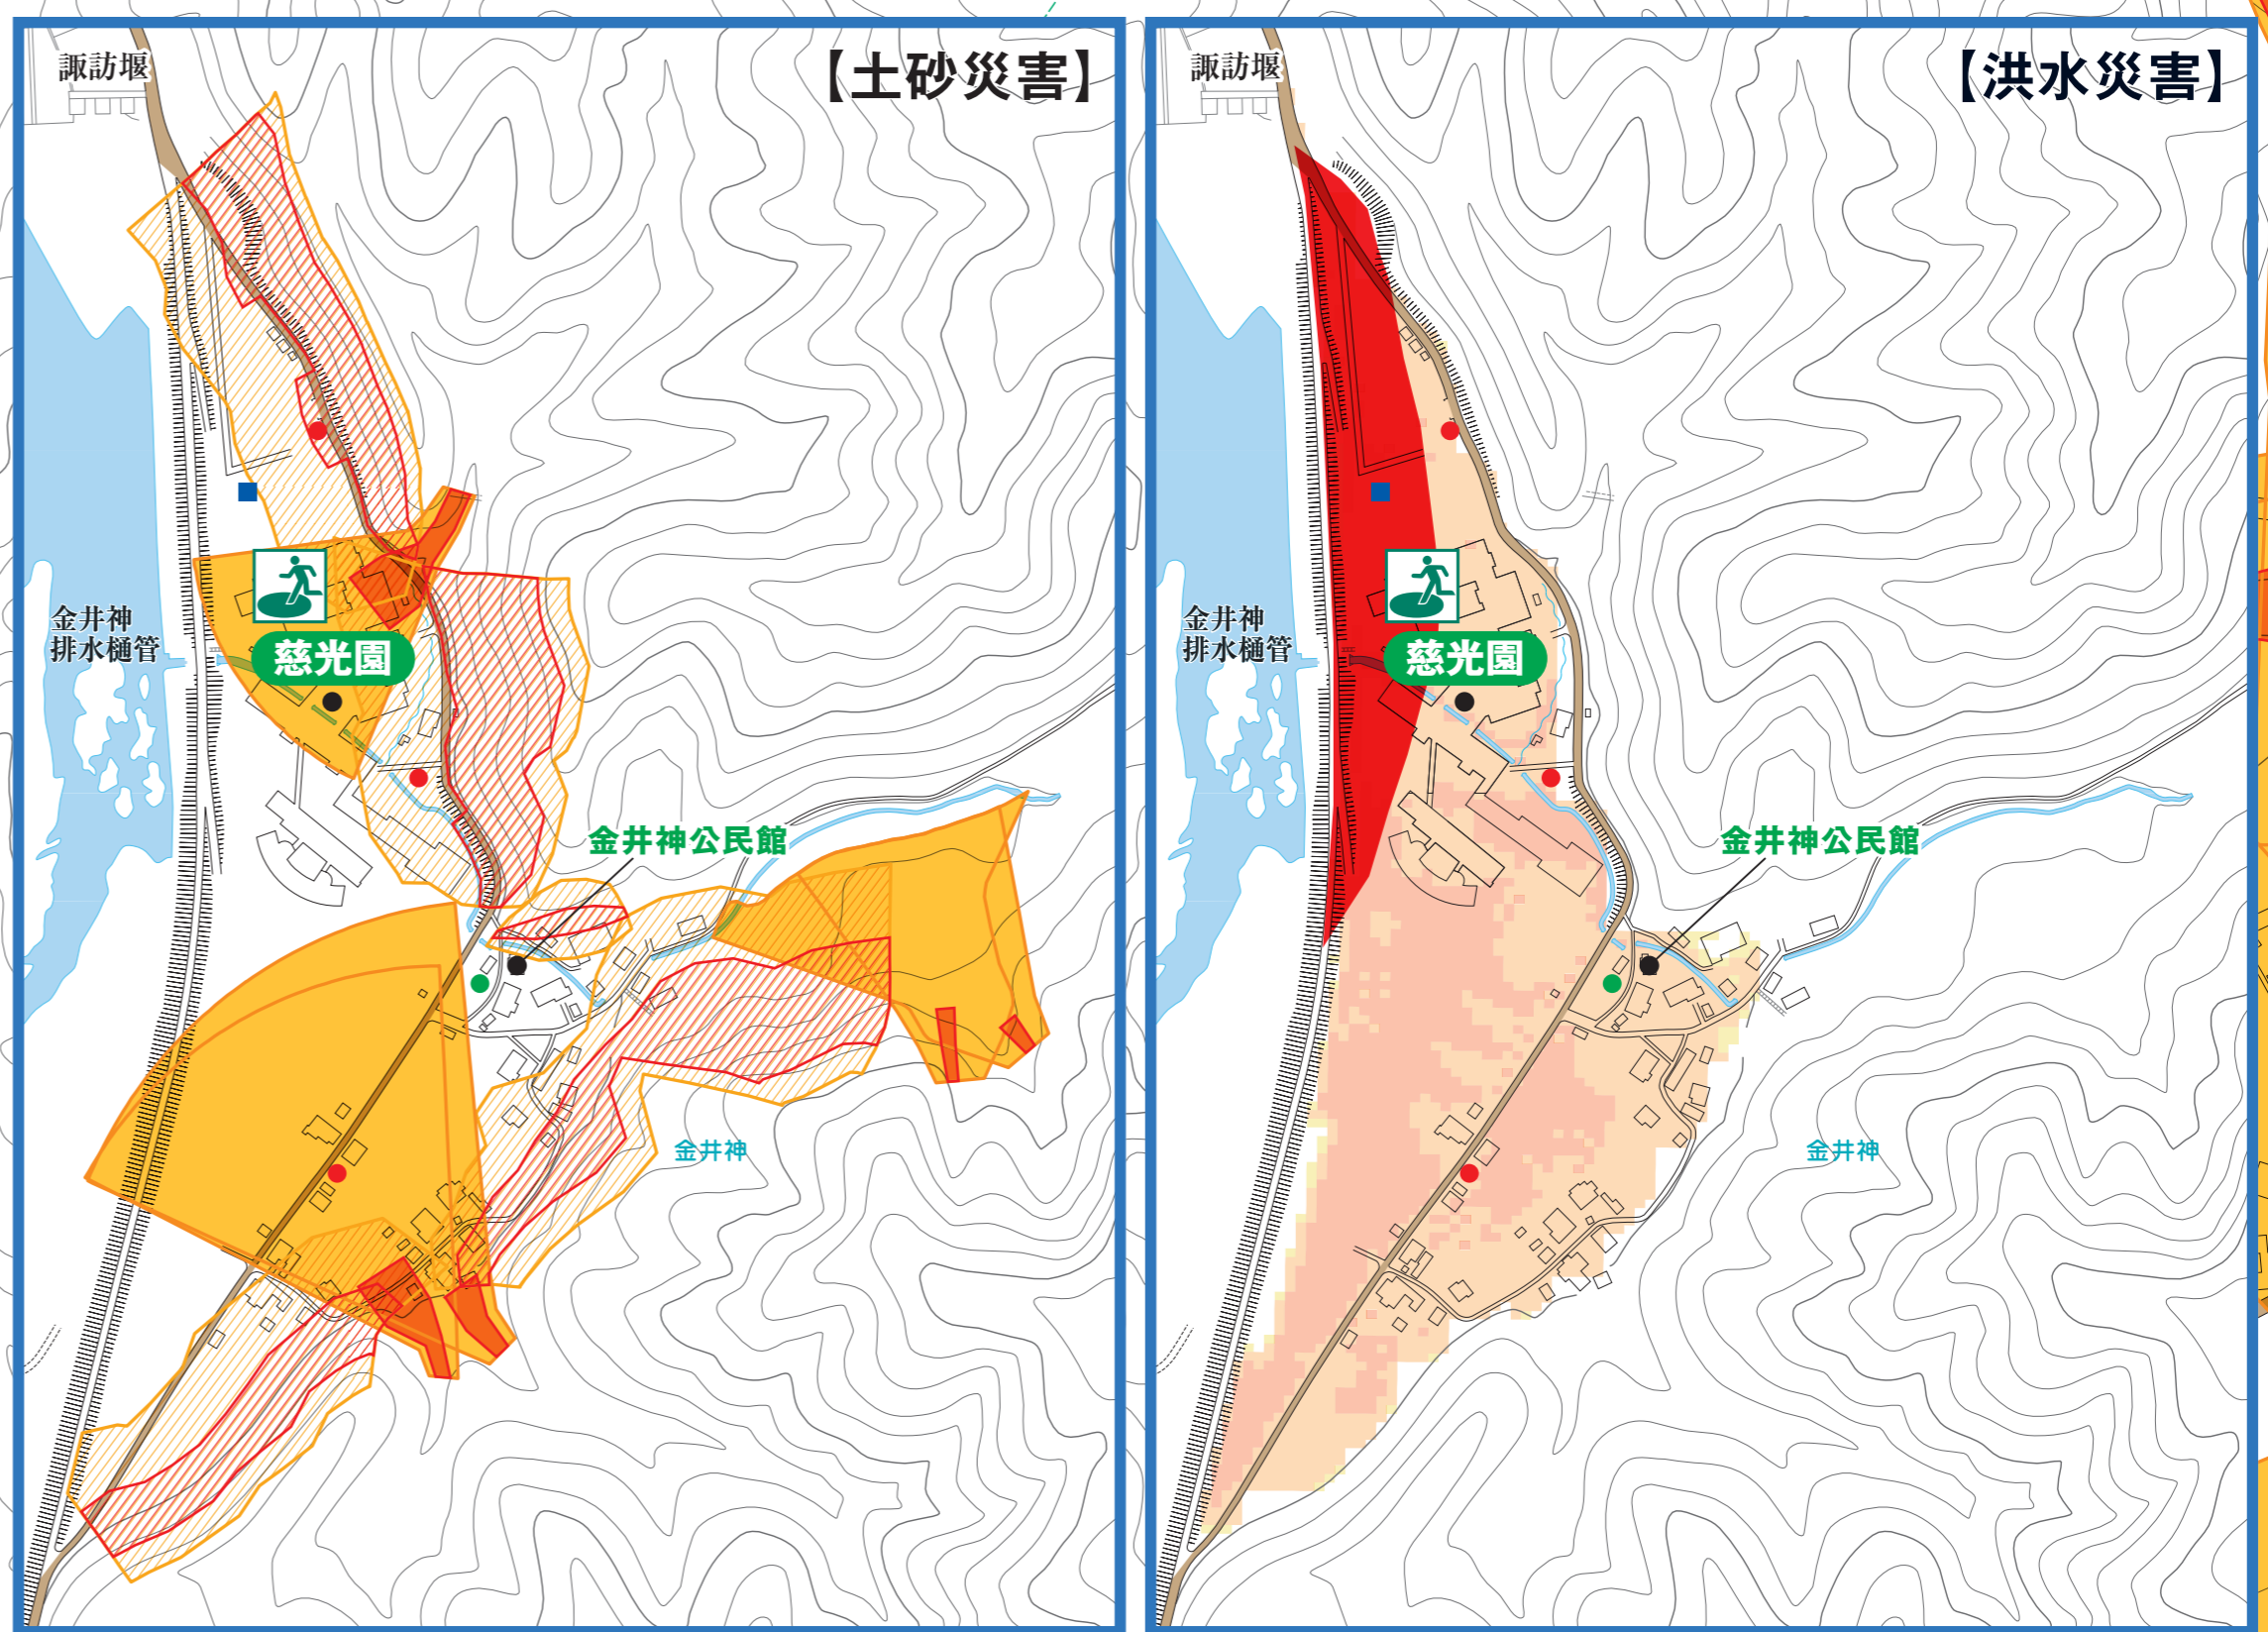 諏訪堰
【土砂災害】
金井神
排水樋管
慈光園
金井神公民館
金井神
諏訪堰
【洪水災害】
金井神
排水樋管
慈光園
金井神公民館
金井神